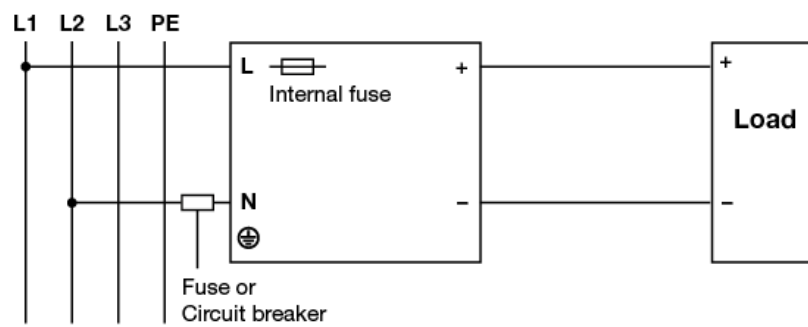 L1 L2 L3 PE
L
+
+
Internal fuse
Load
N
−
−
Fuse or
Circuit breaker